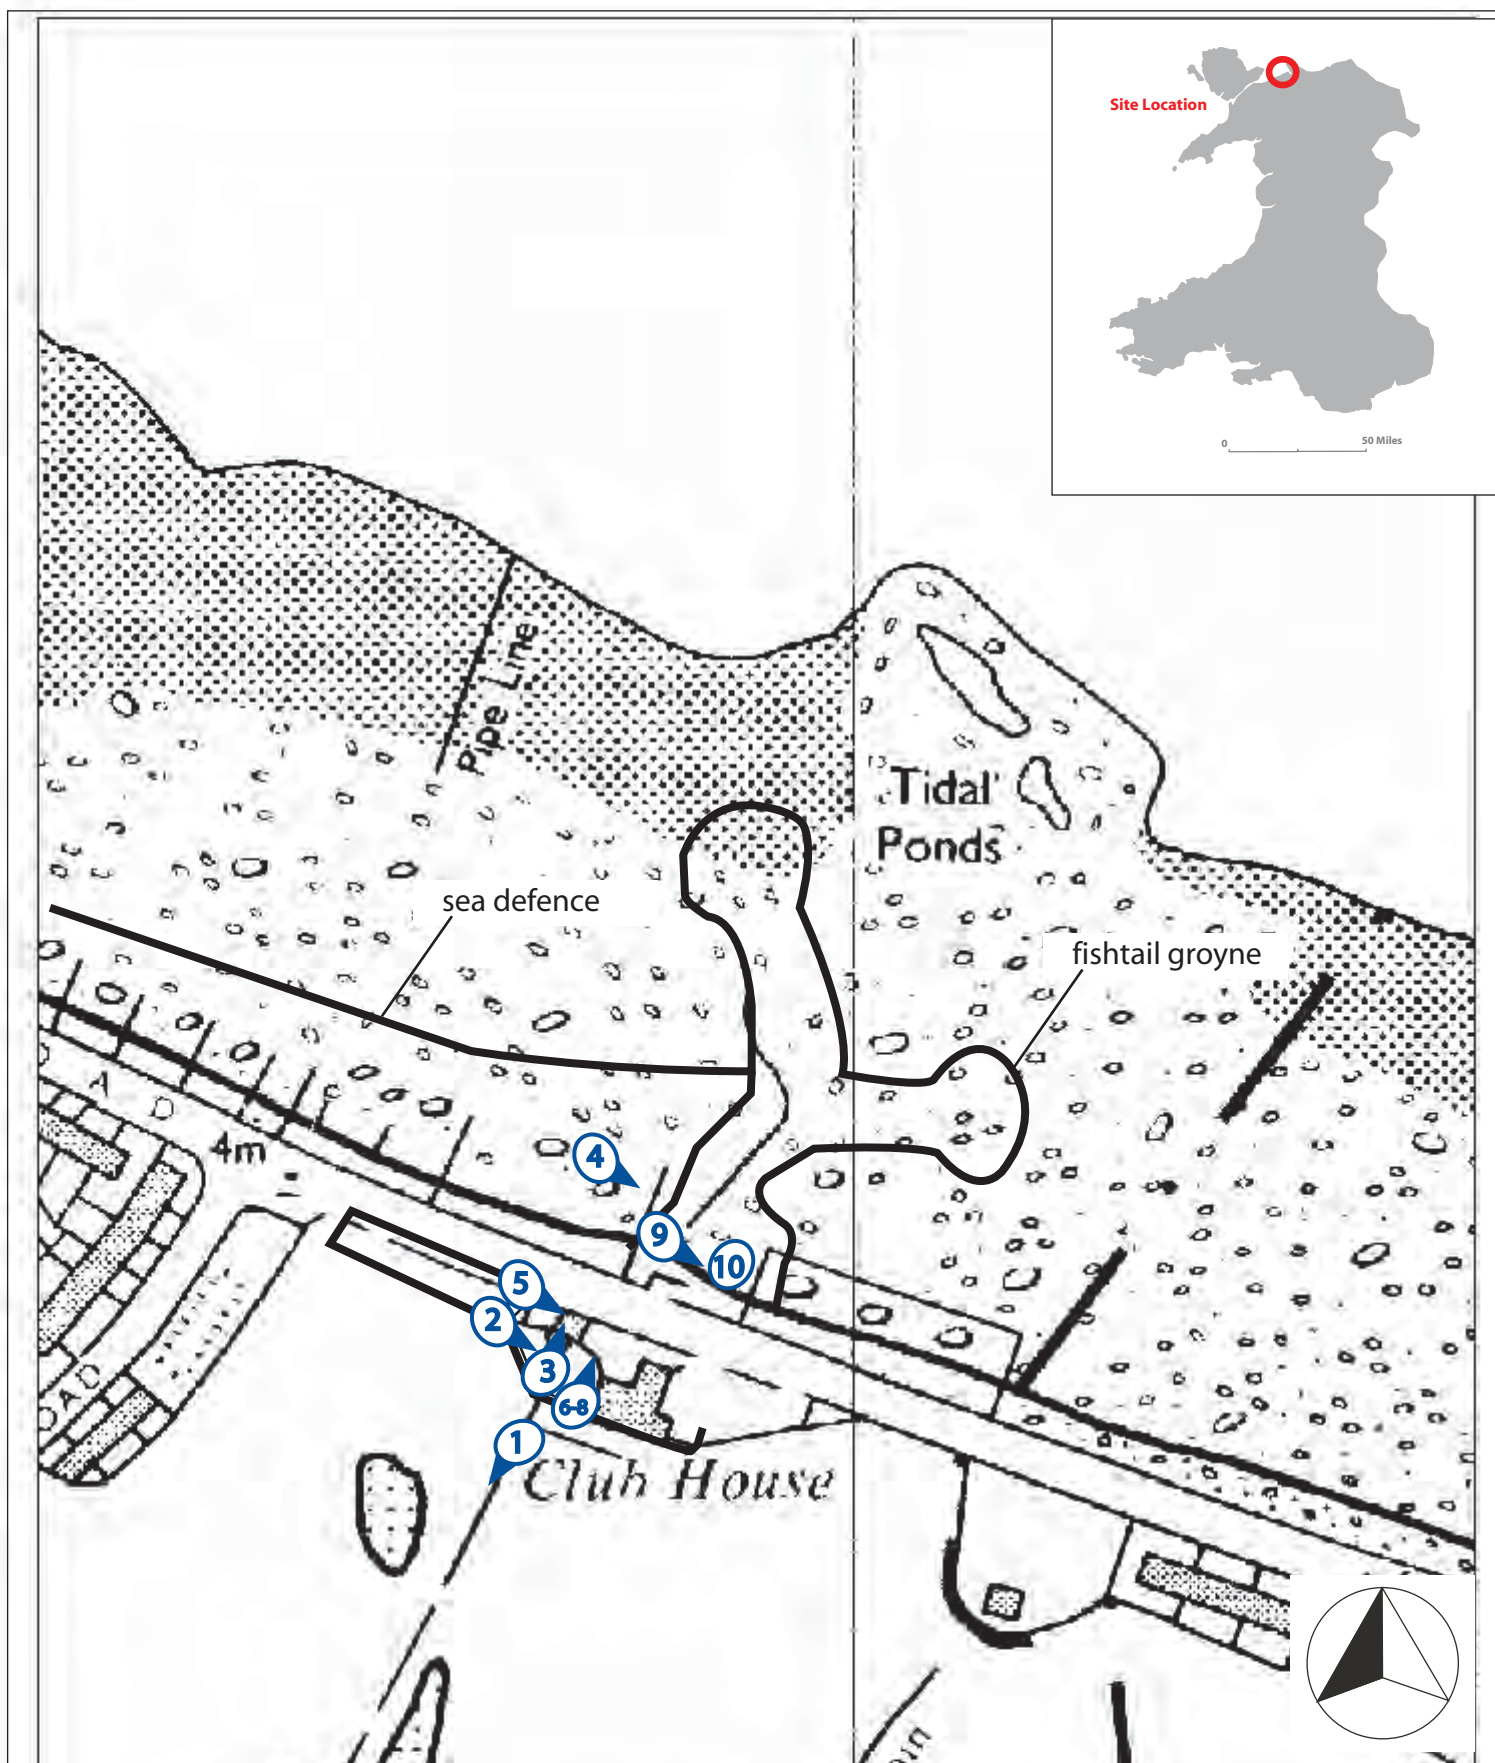 Site Location
0
50 Miles
Pipe Line
Tidal
Ponds
sea defence
fishtail groyne
A
D
4m
4
9
10
5
2
3
6-8
1
OAD
Club House